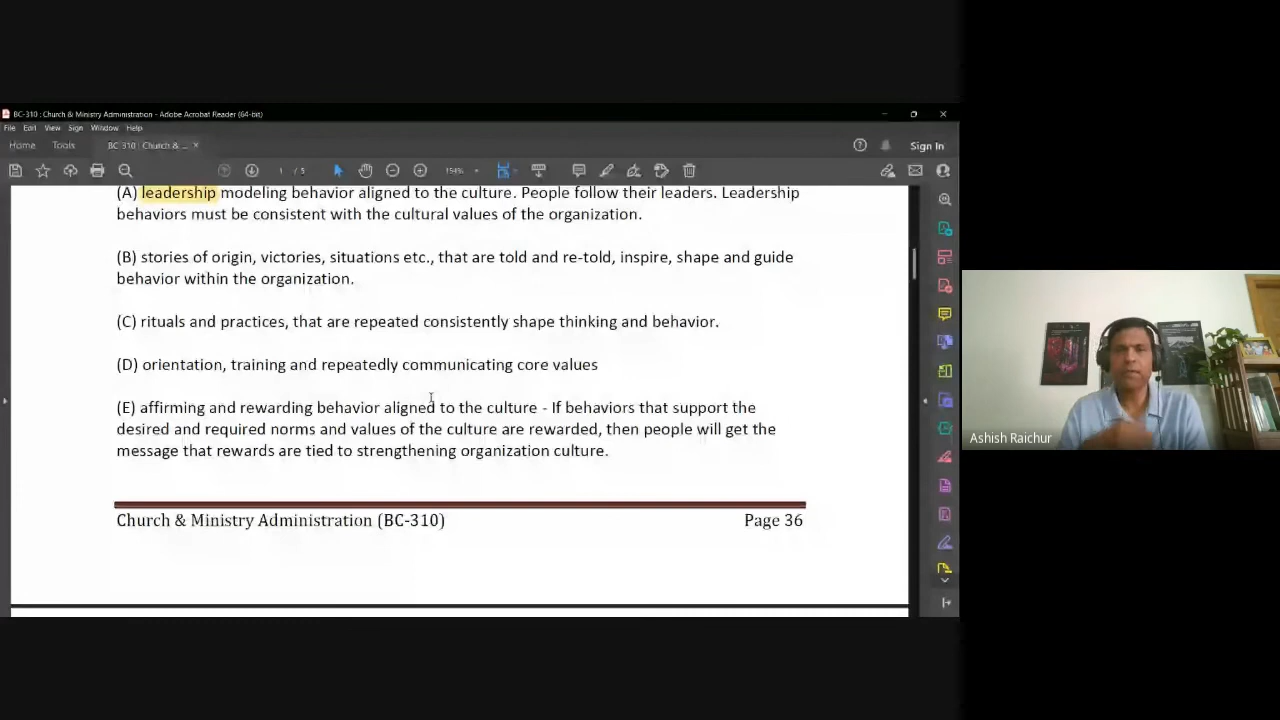 BC-310 : Church & Ministry Administration - Adobe Acrobat Reader (64-bit)
File Edit View Sign Window Help
Home Tools BC 310 : Church & ... × Sign In
1 / 5 154%
(A) leadership modeling behavior aligned to the culture. People follow their leaders. Leadership
behaviors must be consistent with the cultural values of the organization.
(B) stories of origin, victories, situations etc., that are told and re-told, inspire, shape and guide
behavior within the organization.
(C) rituals and practices, that are repeated consistently shape thinking and behavior.
(D) orientation, training and repeatedly communicating core values
(E) affirming and rewarding behavior aligned to the culture - If behaviors that support the
desired and required norms and values of the culture are rewarded, then people will get the
message that rewards are tied to strengthening organization culture.
Church & Ministry Administration (BC-310) Page 36
Ashish Raichur